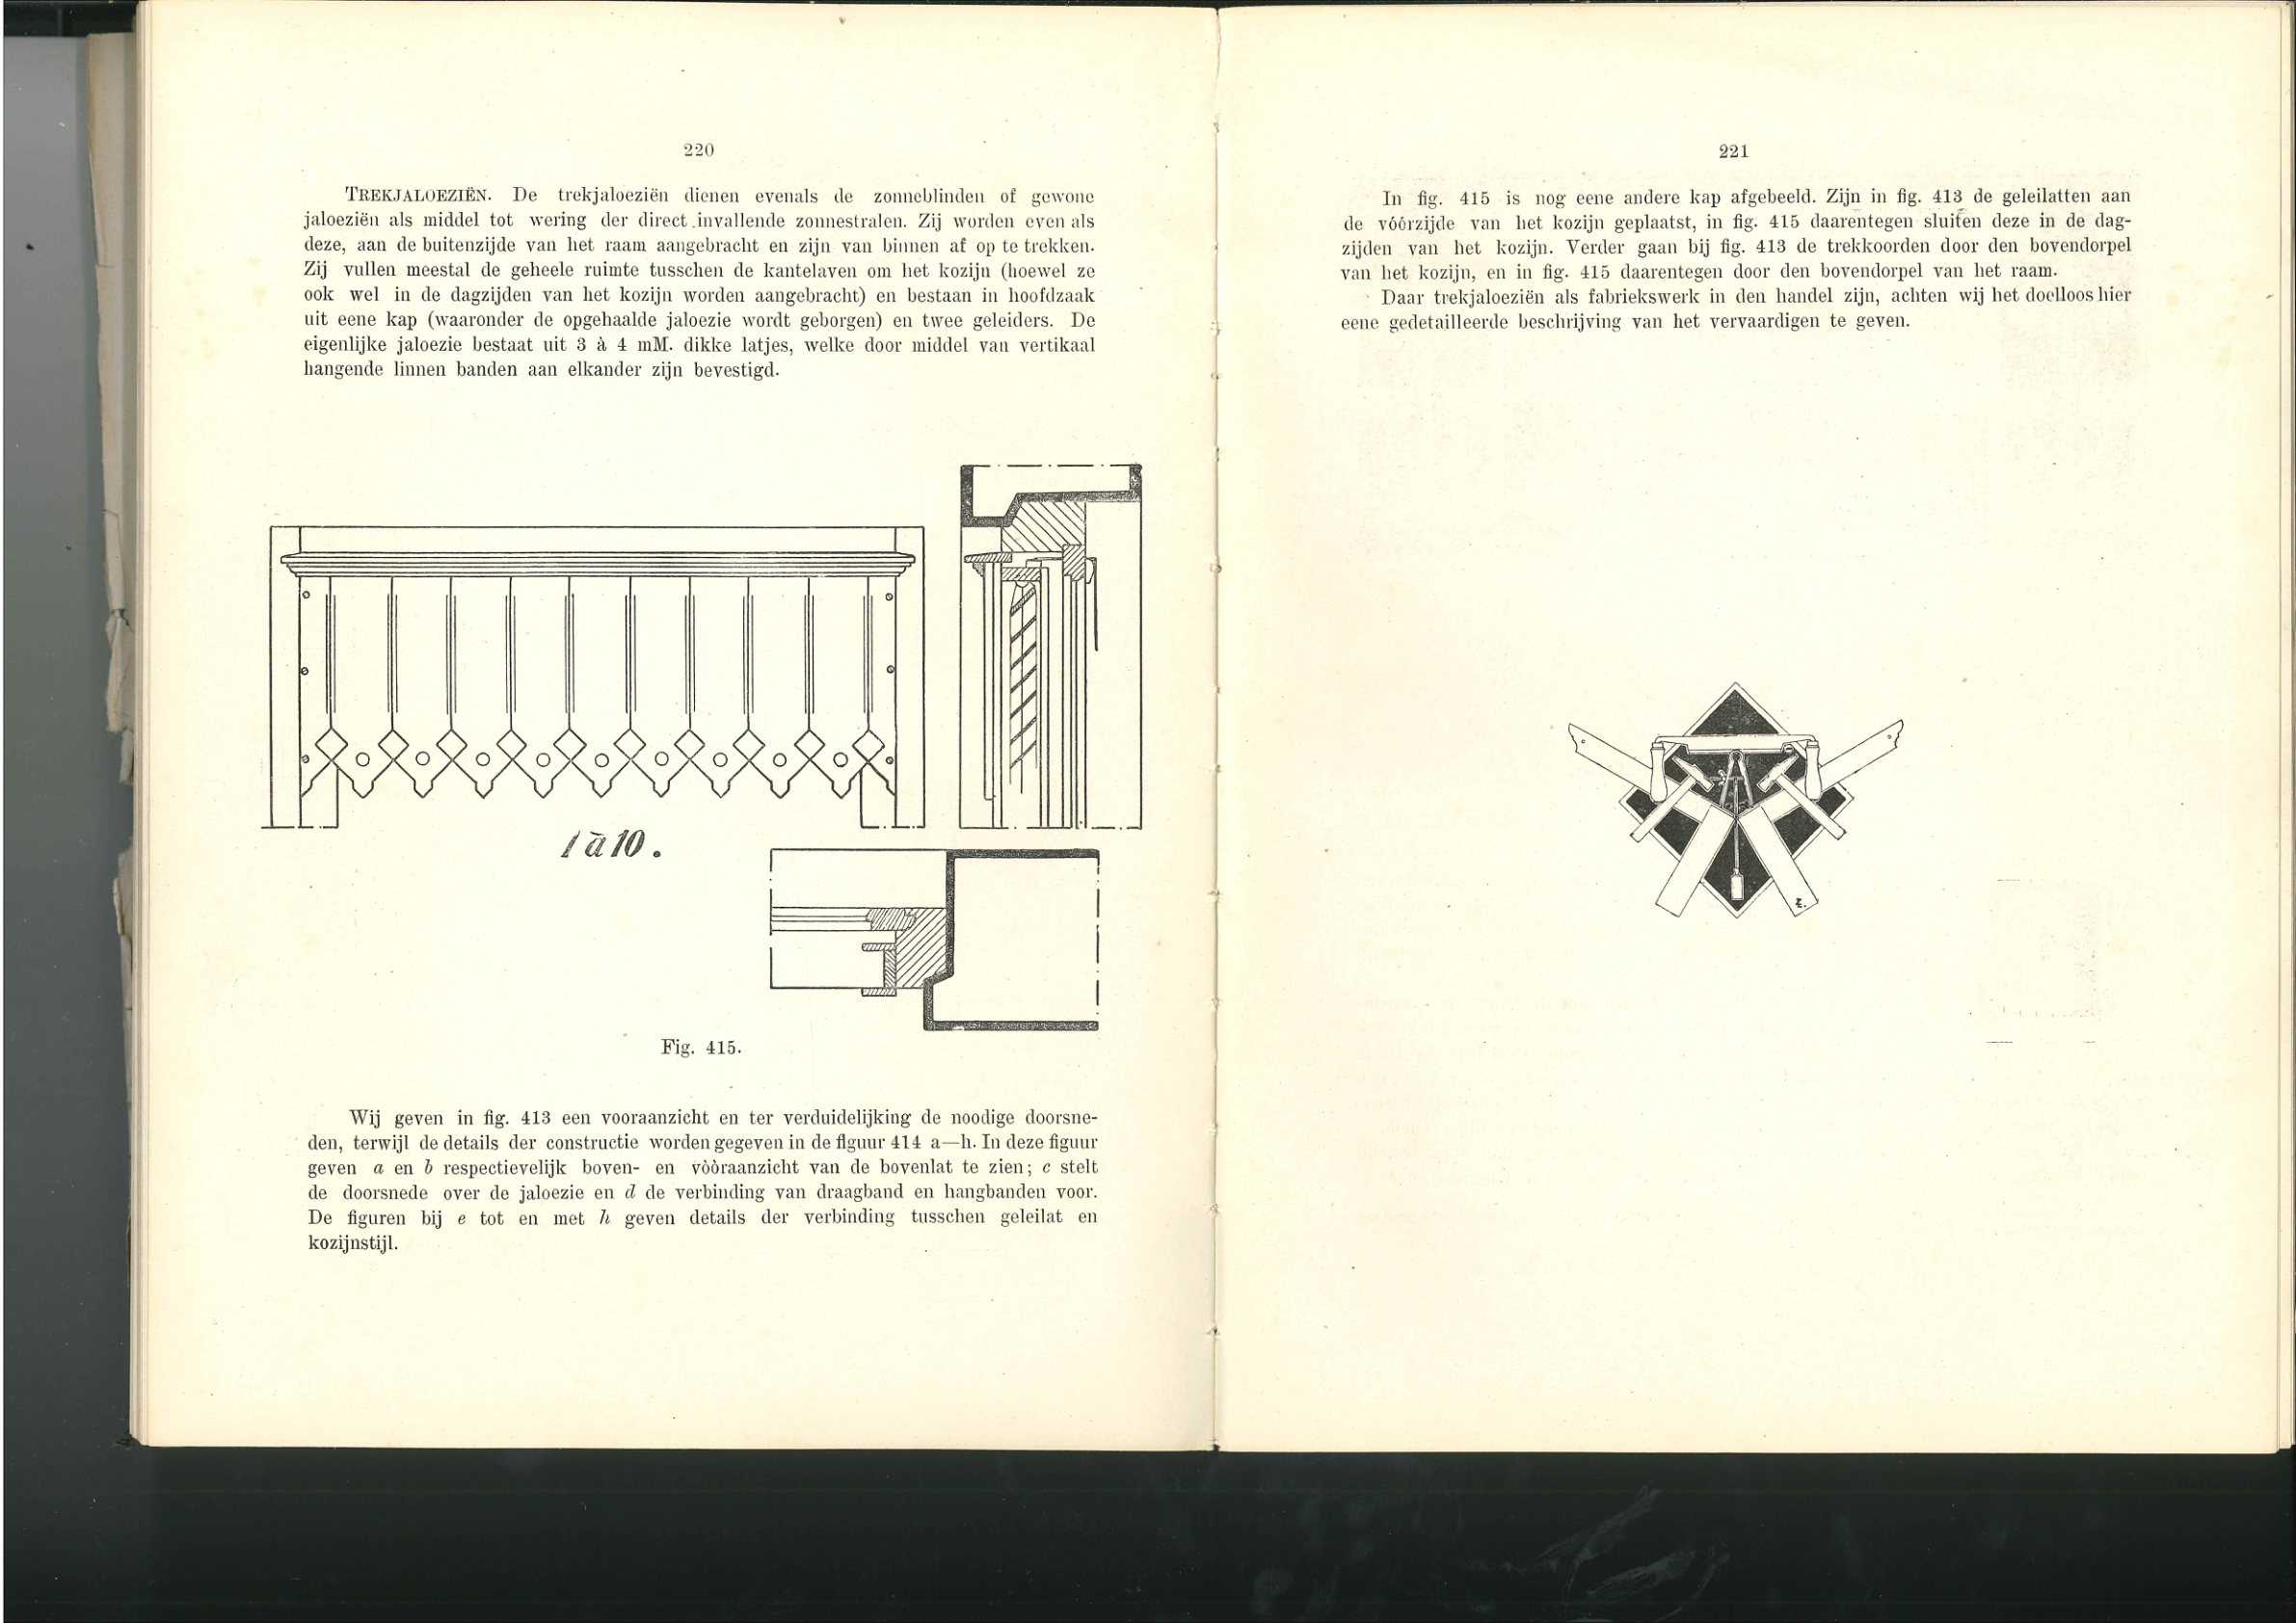 220
TREKJALOEZIËN. De trekjaloeziën dienen evenals de zonneblinden of gewone
jaloeziën als middel tot wering der direct invallende zonnestralen. Zij worden even als
deze, aan de buitenzijde van het raam aangebracht en zijn van binnen af op te trekken.
Zij vullen meestal de geheele ruimte tusschen de kantelaven om het kozijn (hoewel ze
ook wel in de dagzijden van het kozijn worden aangebracht) en bestaan in hoofdzaak
uit eene kap (waaronder de opgehaalde jaloezie wordt geborgen) en twee geleiders. De
eigenlijke jaloezie bestaat uit 3 à 4 mM. dikke latjes, welke door middel van vertikaal
hangende linnen banden aan elkander zijn bevestigd.
1 à 10.
Fig. 415.
Wij geven in fig. 413 een vooraanzicht en ter verduidelijking de noodige doorsne-
den, terwijl de details der constructie worden gegeven in de figuur 414 a—h. In deze figuur
geven a en b respectievelijk boven- en vòòraanzicht van de bovenlat te zien; c stelt
de doorsnede over de jaloezie en d de verbinding van draagband en hangbanden voor.
De figuren bij e tot en met h geven details der verbinding tusschen geleilat en
kozijnstijl.
221
In fig. 415 is nog eene andere kap afgebeeld. Zijn in fig. 413 de geleilatten aan
de vóórzijde van het kozijn geplaatst, in fig. 415 daarentegen sluiten deze in de dag-
zijden van het kozijn. Verder gaan bij fig. 413 de trekkoorden door den bovendorpel
van het kozijn, en in fig. 415 daarentegen door den bovendorpel van het raam.
Daar trekjaloeziën als fabriekswerk in den handel zijn, achten wij het doelloos hier
eene gedetailleerde beschrijving van het vervaardigen te geven.